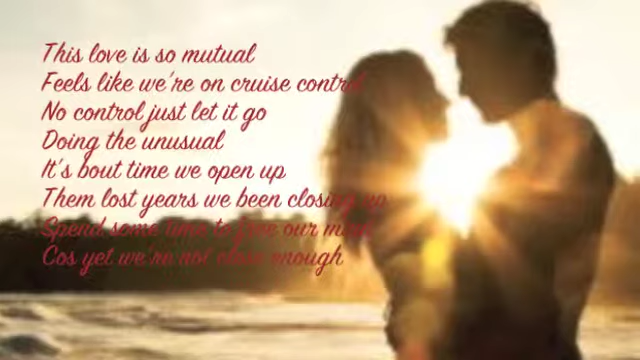 This love is so mutual
Feels like we're on cruise control
No control just let it go
Doing the unusual
It's bout time we open up
Them lost years we been closing up
Spend some time to free our mind
Cos yet we're not close enough